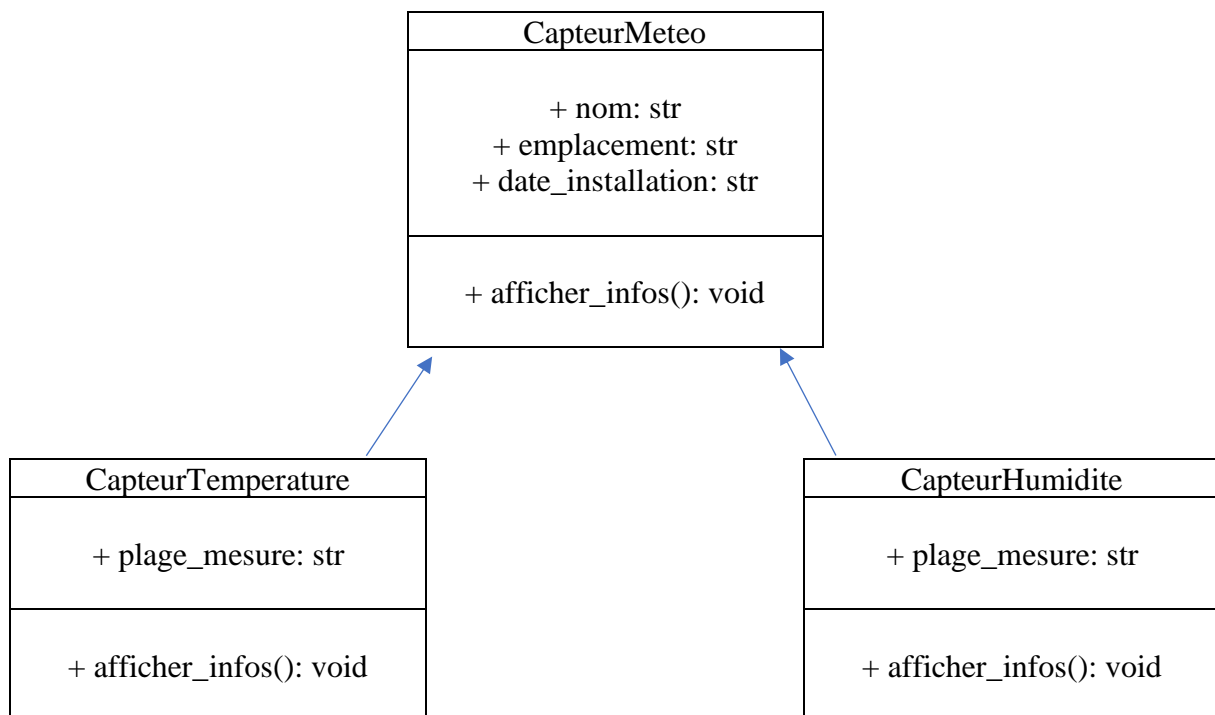 CapteurMeteo
+ nom: str
+ emplacement: str
+ date_installation: str
+ afficher_infos(): void
CapteurTemperature
+ plage_mesure: str
+ afficher_infos(): void
CapteurHumidite
+ plage_mesure: str
+ afficher_infos(): void